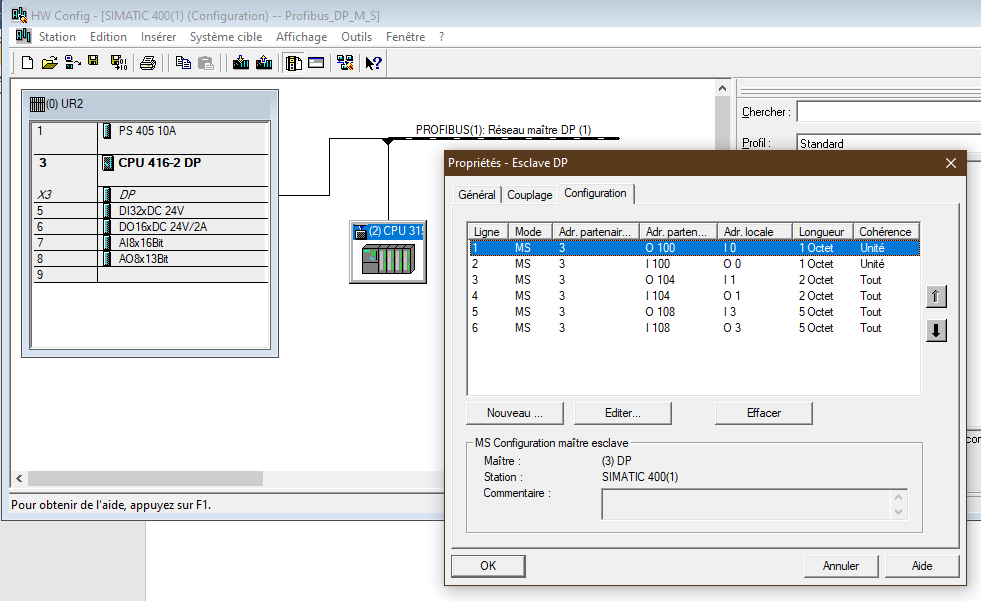 HW Config - [SIMATIC 400(1) (Configuration) -- Profibus_DP_M_S]
Station Edition Insérer Système cible Affichage Outils Fenêtre ?
(0) UR2
1 PS 405 10A
3 CPU 416-2 DP
X3 DP
5 DI32xDC 24V
6 DO16xDC 24V/2A
7 AI8x16Bit
8 AO8x13Bit
9
PROFIBUS(1): Réseau maître DP (1)
(2) CPU 315
Chercher :
Profil : Standard
Propriétés - Esclave DP
Général Couplage Configuration
Ligne Mode Adr. partenair... Adr. parten... Adr. locale Longueur Cohérence
1 MS 3 O 100 I 0 1 Octet Unité
2 MS 3 I 100 O 0 1 Octet Unité
3 MS 3 O 104 I 1 2 Octet Tout
4 MS 3 I 104 O 1 2 Octet Tout
5 MS 3 O 108 I 3 5 Octet Tout
6 MS 3 I 108 O 3 5 Octet Tout
Nouveau ... Editer... Effacer
MS Configuration maître esclave
Maître : (3) DP
Station : SIMATIC 400(1)
Commentaire :
OK Annuler Aide
Pour obtenir de l'aide, appuyez sur F1.